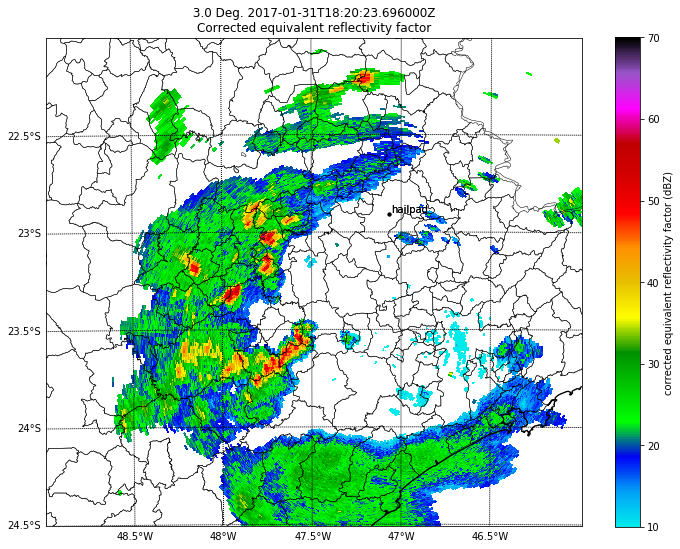 3.0 Deg. 2017-01-31T18:20:23.696000Z
Corrected equivalent reflectivity factor
22.5°S
23°S
23.5°S
24°S
24.5°S
48.5°W
48°W
47.5°W
47°W
46.5°W
hailpad
70
60
50
40
30
20
10
corrected equivalent reflectivity factor (dBZ)